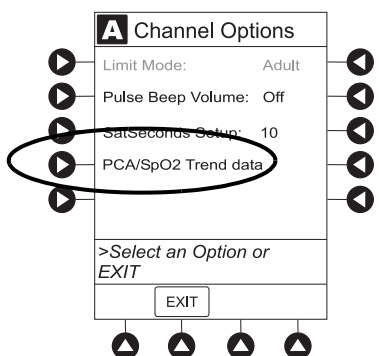 A Channel Options
Limit Mode: Adult
Pulse Beep Volume: Off
SatSeconds Setup: 10
PCA/SpO2 Trend data
>Select an Option or
EXIT
EXIT